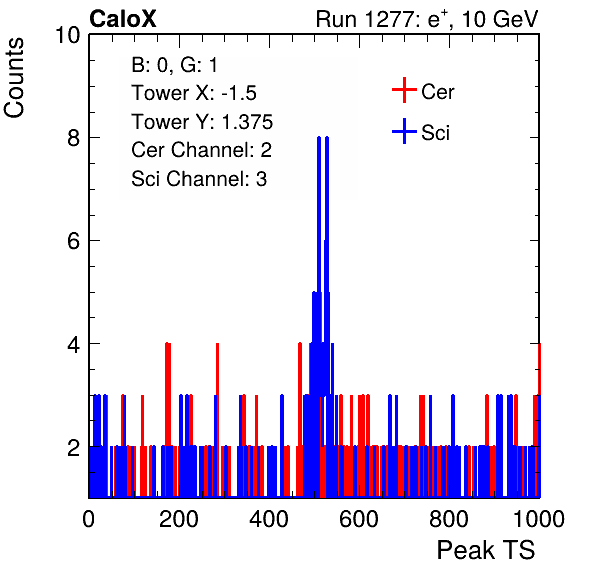 CaloX Run 1277: e⁺, 10 GeV
Counts
10
8
6
4
2
B: 0, G: 1
Tower X: -1.5
Tower Y: 1.375
Cer Channel: 2
Sci Channel: 3
Cer
Sci
0 200 400 600 800 1000
Peak TS